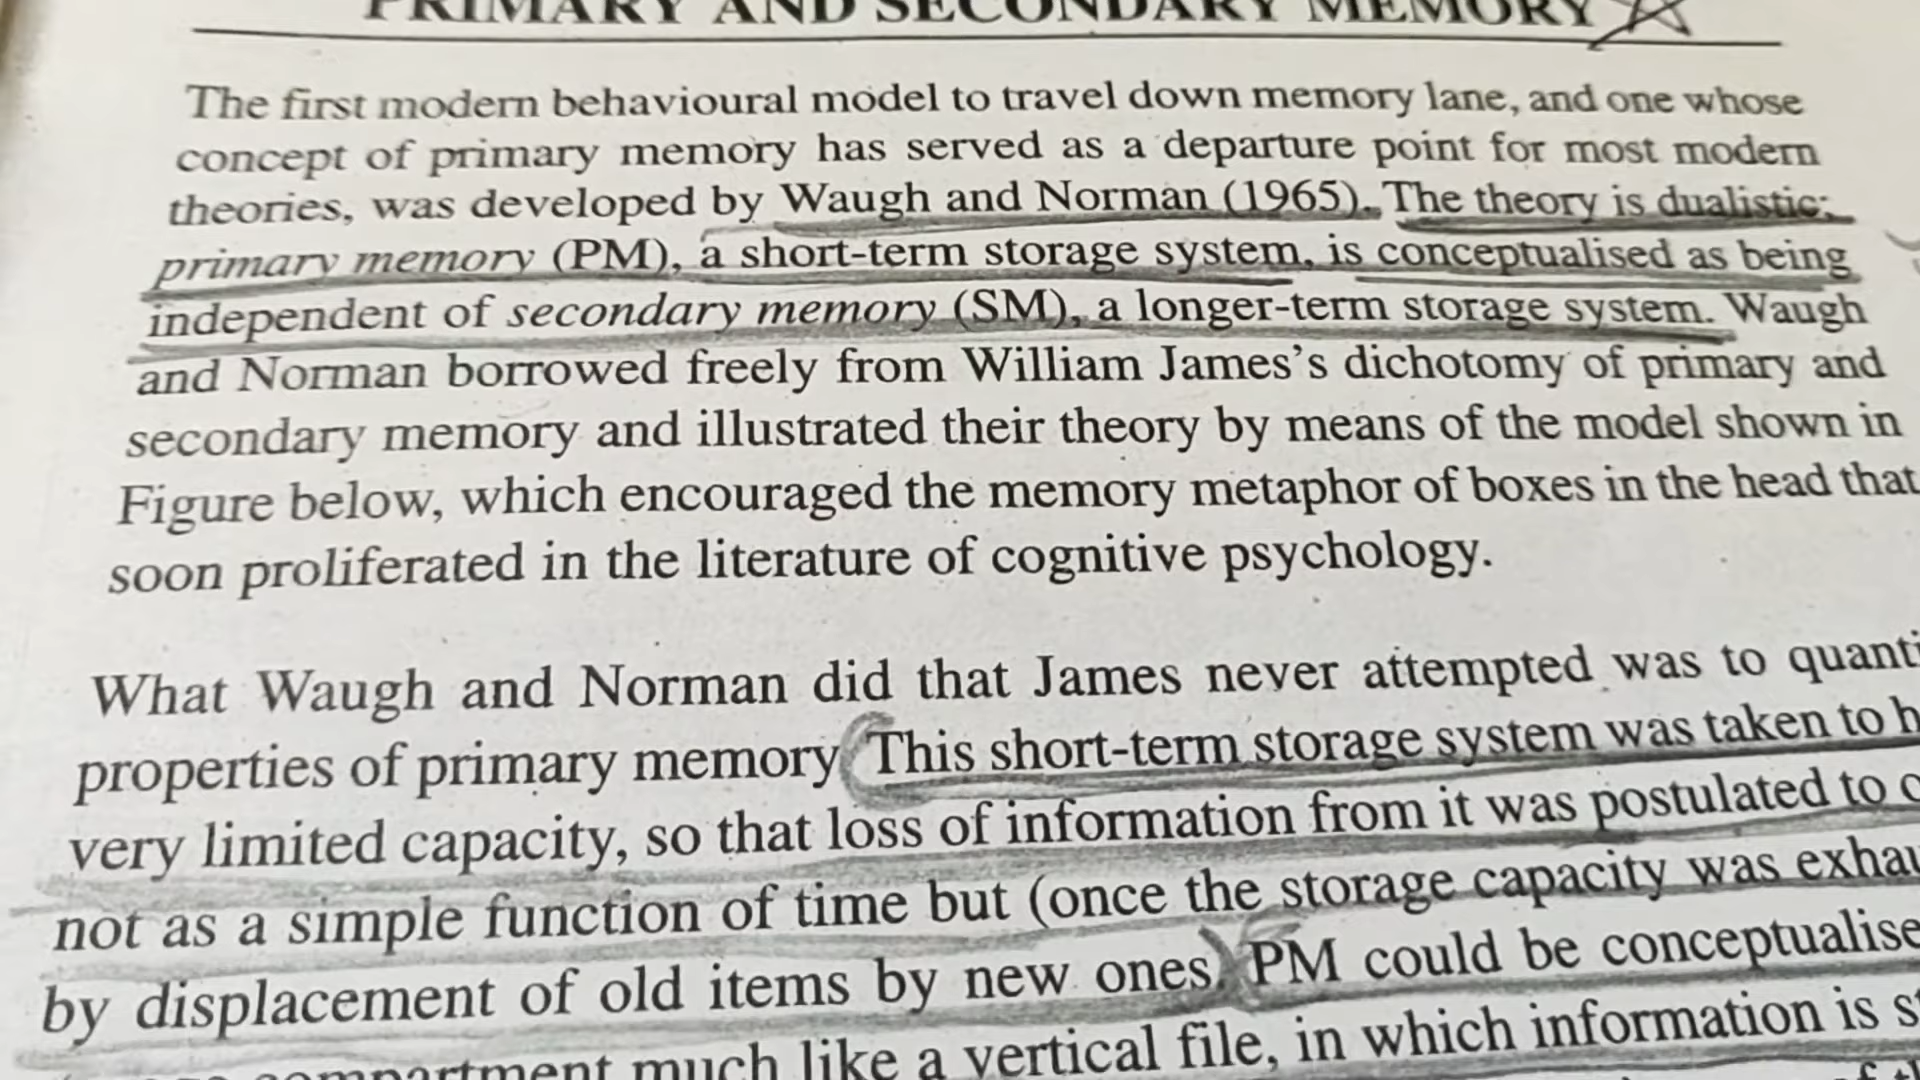 PRIMARY AND SECONDARY MEMORY
The first modern behavioural model to travel down memory lane, and one whose
concept of primary memory has served as a departure point for most modern
theories, was developed by Waugh and Norman (1965). The theory is dualistic;
primary memory (PM), a short-term storage system, is conceptualised as being
independent of secondary memory (SM), a longer-term storage system. Waugh
and Norman borrowed freely from William James's dichotomy of primary and
secondary memory and illustrated their theory by means of the model shown in
Figure below, which encouraged the memory metaphor of boxes in the head that
soon proliferated in the literature of cognitive psychology.
What Waugh and Norman did that James never attempted was to
properties of primary memory This short-term storage system was taken to
very limited capacity, so that loss of information from it was postulated to
not as a simple function of time but (once the storage capacity was
by displacement of old items by new ones. PM could be
compartment much like a vertical file, in which information is